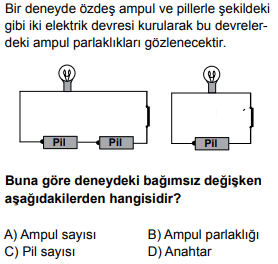 Bir deneyde özdeş ampul ve pillerle şekildeki
gibi iki elektrik devresi kurularak bu devreler-
deki ampul parlaklıkları gözlenecektir.
Pil Pil Pil
Buna göre deneydeki bağımsız değişken
aşağıdakilerden hangisidir?
A) Ampul sayısı B) Ampul parlaklığı
C) Pil sayısı D) Anahtar